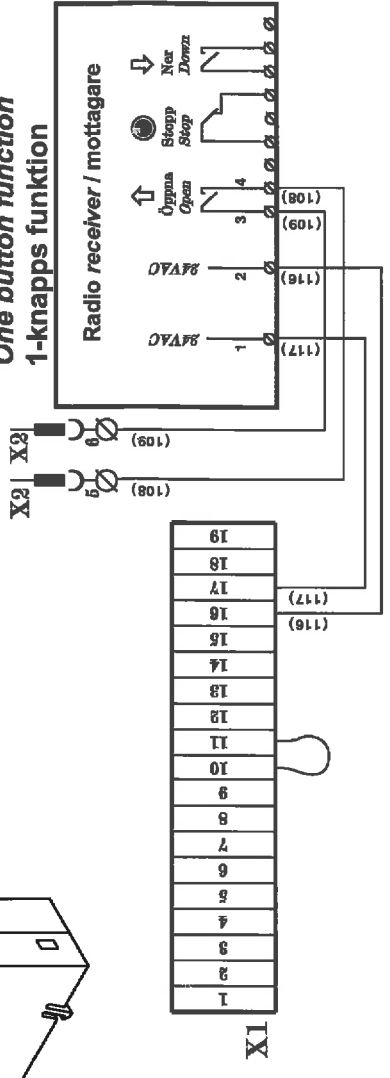 One button function
1-knapps funktion
Radio receiver / mottagare
24VAC
24VAC
Öppna
Open
Stopp
Stop
Ner
Down
1
2
3
4
(117)
(116)
(109)
(108)
X2
X2
5
6
(108)
(109)
X1
1
2
3
4
5
6
7
8
9
10
11
12
13
14
15
16
17
18
19
(116)
(117)